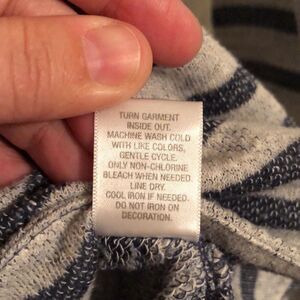 TURN GARMENT
INSIDE OUT.
MACHINE WASH COLD
WITH LIKE COLORS,
GENTLE CYCLE.
ONLY NON-CHLORINE
BLEACH WHEN NEEDED.
LINE DRY.
COOL IRON IF NEEDED.
DO NOT IRON ON
DECORATION.